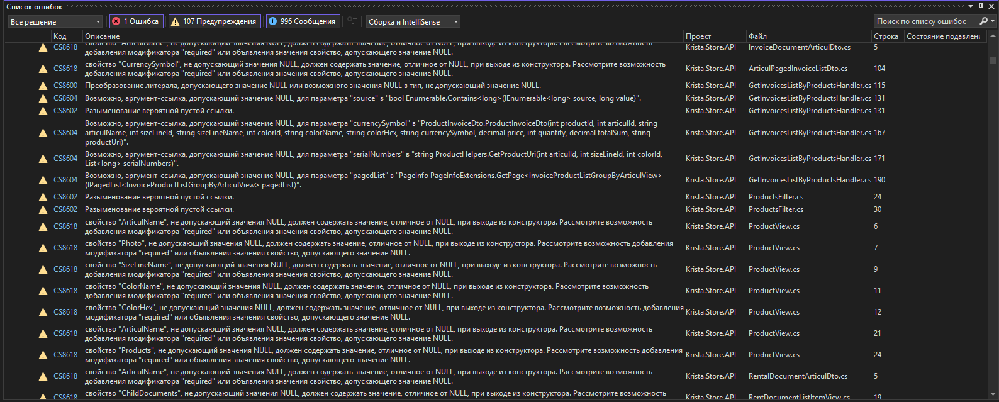 Список ошибок
Все решение 1 Ошибка 107 Предупреждения 996 Сообщения Сборка и IntelliSense Поиск по списку ошибок
Код Описание Проект Файл Строка Состояние подавлени
CS8618 свойство "ArticulName", не допускающий значения NULL, должен содержать значение, отличное от NULL, при выходе из конструктора. Рассмотрите возможность Krista.Store.API InvoiceDocumentArticulDto.cs 5
добавления модификатора "required" или объявления значения свойство, допускающего значение NULL.
CS8618 свойство "CurrencySymbol", не допускающий значения NULL, должен содержать значение, отличное от NULL, при выходе из конструктора. Рассмотрите возможность Krista.Store.API ArticulPagedInvoiceListDto.cs 104
добавления модификатора "required" или объявления значения свойство, допускающего значение NULL.
CS8600 Преобразование литерала, допускающего значение NULL или возможного значения NULL в тип, не допускающий значение NULL. Krista.Store.API GetInvoicesListByProductsHandler.cs 115
CS8604 Возможно, аргумент-ссылка, допускающий значение NULL, для параметра "source" в "bool Enumerable.Contains<long>(IEnumerable<long> source, long value)". Krista.Store.API GetInvoicesListByProductsHandler.cs 131
CS8602 Разыменование вероятной пустой ссылки. Krista.Store.API GetInvoicesListByProductsHandler.cs 131
Возможно, аргумент-ссылка, допускающий значение NULL, для параметра "currencySymbol" в "ProductInvoiceDto.ProductInvoiceDto(int productId, int articulId, string
CS8604 articulName, int sizeLineId, string sizeLineName, int colorId, string colorName, string colorHex, string currencySymbol, decimal price, int quantity, decimal totalSum, string Krista.Store.API GetInvoicesListByProductsHandler.cs 167
productUri)".
CS8604 Возможно, аргумент-ссылка, допускающий значение NULL, для параметра "serialNumbers" в "string ProductHelpers.GetProductUri(int articulId, int sizeLineId, int colorId, Krista.Store.API GetInvoicesListByProductsHandler.cs 171
List<long> serialNumbers)".
CS8604 Возможно, аргумент-ссылка, допускающий значение NULL, для параметра "pagedList" в "PageInfo PageInfoExtensions.GetPage<InvoiceProductListGroupByArticulView> Krista.Store.API GetInvoicesListByProductsHandler.cs 190
(IPagedList<InvoiceProductListGroupByArticulView> pagedList)".
CS8602 Разыменование вероятной пустой ссылки. Krista.Store.API ProductsFilter.cs 24
CS8602 Разыменование вероятной пустой ссылки. Krista.Store.API ProductsFilter.cs 30
CS8618 свойство "ArticulName", не допускающий значения NULL, должен содержать значение, отличное от NULL, при выходе из конструктора. Рассмотрите возможность Krista.Store.API ProductView.cs 6
добавления модификатора "required" или объявления значения свойство, допускающего значение NULL.
CS8618 свойство "Photo", не допускающий значения NULL, должен содержать значение, отличное от NULL, при выходе из конструктора. Рассмотрите возможность добавления Krista.Store.API ProductView.cs 7
модификатора "required" или объявления значения свойство, допускающего значение NULL.
CS8618 свойство "SizeLineName", не допускающий значения NULL, должен содержать значение, отличное от NULL, при выходе из конструктора. Рассмотрите возможность Krista.Store.API ProductView.cs 9
добавления модификатора "required" или объявления значения свойство, допускающего значение NULL.
CS8618 свойство "ColorName", не допускающий значения NULL, должен содержать значение, отличное от NULL, при выходе из конструктора. Рассмотрите возможность Krista.Store.API ProductView.cs 11
добавления модификатора "required" или объявления значения свойство, допускающего значение NULL.
CS8618 свойство "ColorHex", не допускающий значения NULL, должен содержать значение, отличное от NULL, при выходе из конструктора. Рассмотрите возможность добавления Krista.Store.API ProductView.cs 12
модификатора "required" или объявления значения свойство, допускающего значение NULL.
CS8618 свойство "ArticulName", не допускающий значения NULL, должен содержать значение, отличное от NULL, при выходе из конструктора. Рассмотрите возможность Krista.Store.API ProductView.cs 21
добавления модификатора "required" или объявления значения свойство, допускающего значение NULL.
CS8618 свойство "Products", не допускающий значения NULL, должен содержать значение, отличное от NULL, при выходе из конструктора. Рассмотрите возможность добавления Krista.Store.API ProductView.cs 24
модификатора "required" или объявления значения свойство, допускающего значение NULL.
CS8618 свойство "ArticulName", не допускающий значения NULL, должен содержать значение, отличное от NULL, при выходе из конструктора. Рассмотрите возможность Krista.Store.API RentalDocumentArticulDto.cs 5
добавления модификатора "required" или объявления значения свойство, допускающего значение NULL.
CS8618 свойство "ChildDocuments", не допускающий значения NULL, должен содержать значение, отличное от NULL, при выходе из конструктора. Рассмотрите возможность Krista.Store.API RentDocumentListItemView.cs 19